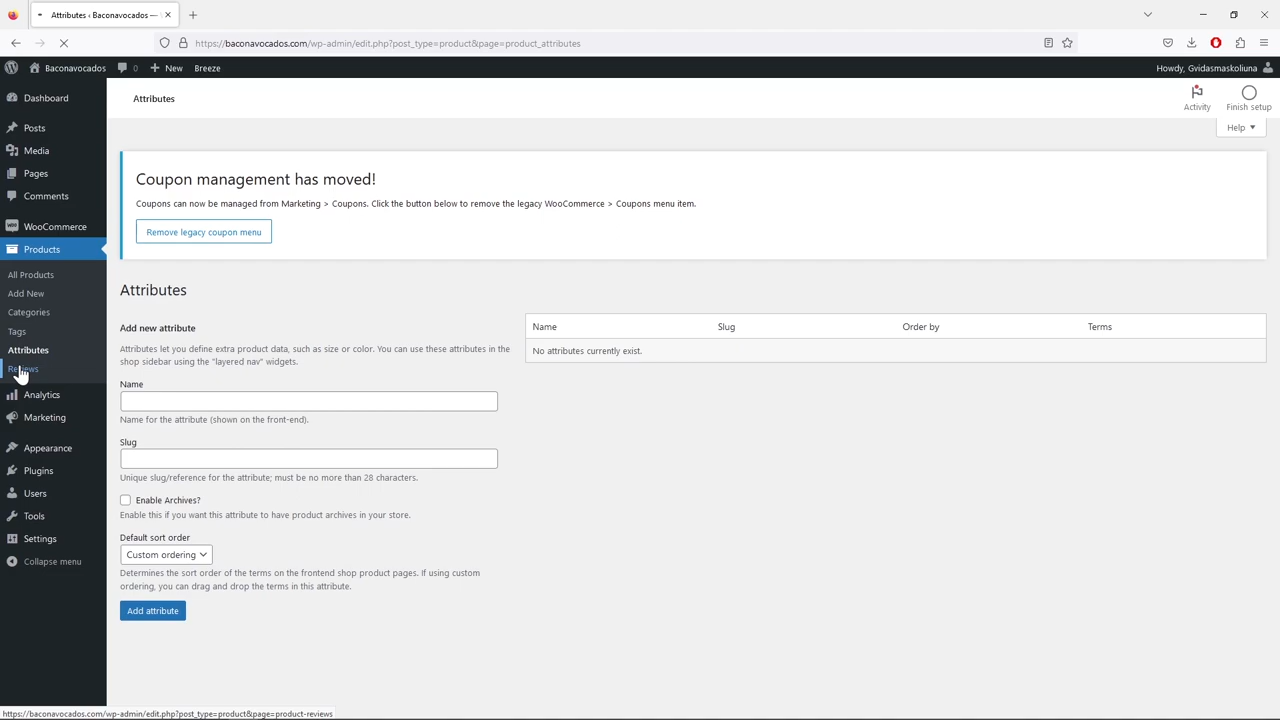 Attributes ‹ Baconavocados —
https://baconavocados.com/wp-admin/edit.php?post_type=product&page=product_attributes
Baconavocados 0 New Breeze Howdy, Gvidasmaskoliuna
Dashboard
Posts
Media
Pages
Comments
WooCommerce
Products
All Products
Add New
Categories
Tags
Attributes
Reviews
Analytics
Marketing
Appearance
Plugins
Users
Tools
Settings
Collapse menu
Attributes
Activity
Finish setup
Help
Coupon management has moved!
Coupons can now be managed from Marketing > Coupons. Click the button below to remove the legacy WooCommerce > Coupons menu item.
Remove legacy coupon menu
Attributes
Add new attribute
Attributes let you define extra product data, such as size or color. You can use these attributes in the
shop sidebar using the "layered nav" widgets.
Name
Name for the attribute (shown on the front-end).
Slug
Unique slug/reference for the attribute; must be no more than 28 characters.
Enable Archives?
Enable this if you want this attribute to have product archives in your store.
Default sort order
Custom ordering
Determines the sort order of the terms on the frontend shop product pages. If using custom
ordering, you can drag and drop the terms in this attribute.
Add attribute
Name Slug Order by Terms
No attributes currently exist.
https://baconavocados.com/wp-admin/edit.php?post_type=product&page=product-reviews